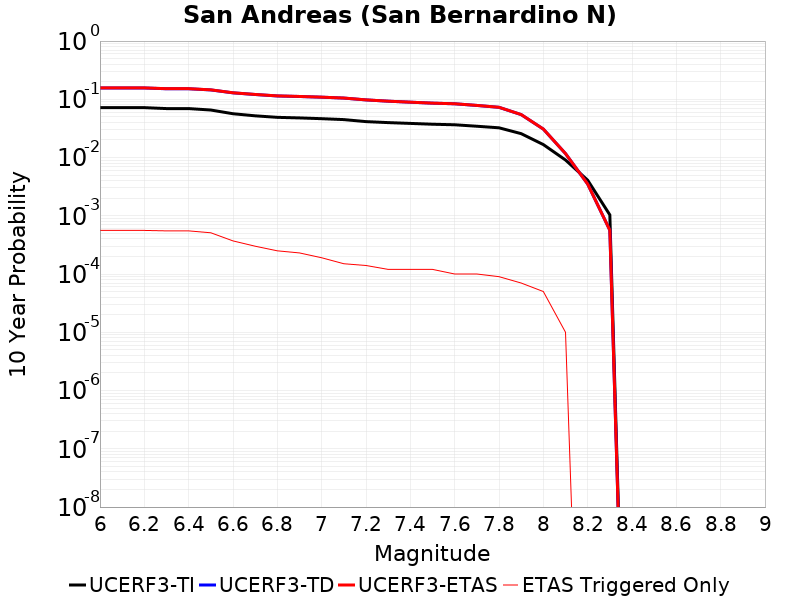 San Andreas (San Bernardino N)
10^0
10^-1
10^-2
10^-3
10^-4
10^-5
10^-6
10^-7
10^-8
10 Year Probability
6 6.2 6.4 6.6 6.8 7 7.2 7.4 7.6 7.8 8 8.2 8.4 8.6 8.8 9
Magnitude
UCERF3-TI UCERF3-TD UCERF3-ETAS ETAS Triggered Only